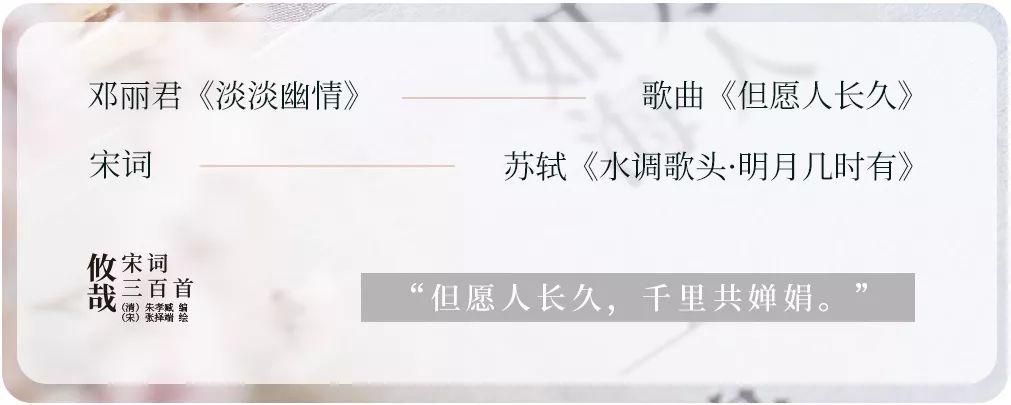 邓丽君《淡淡幽情》 歌曲《但愿人长久》
宋词 苏轼《水调歌头·明月几时有》
攸哉
宋词
三百首
(清) 朱孝臧 编
(宋) 张择端 绘
“但愿人长久，千里共婵娟。”